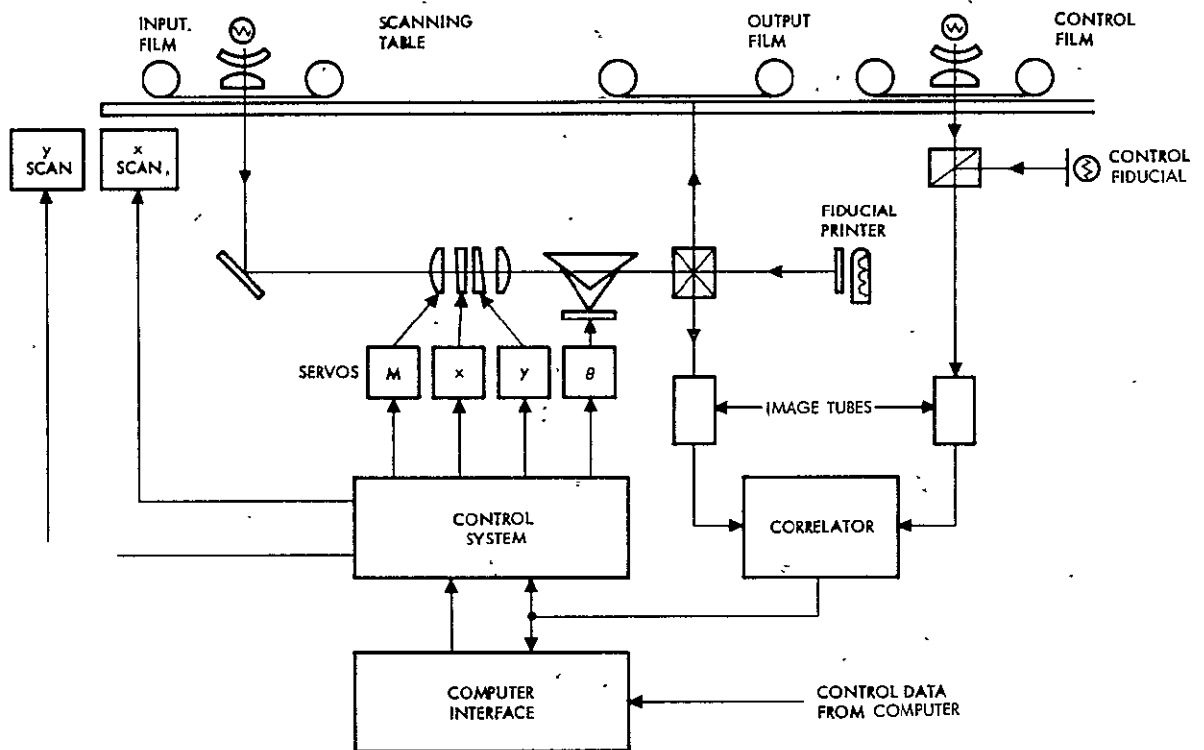 INPUT.
FILM
SCANNING
TABLE
OUTPUT
FILM
CONTROL
FILM
y
SCAN
x
SCAN.
CONTROL
FIDUCIAL
FIDUCIAL
PRINTER
SERVOS
M
x
y
θ
IMAGE TUBES
CONTROL
SYSTEM
CORRELATOR
COMPUTER
INTERFACE
CONTROL DATA
FROM COMPUTER